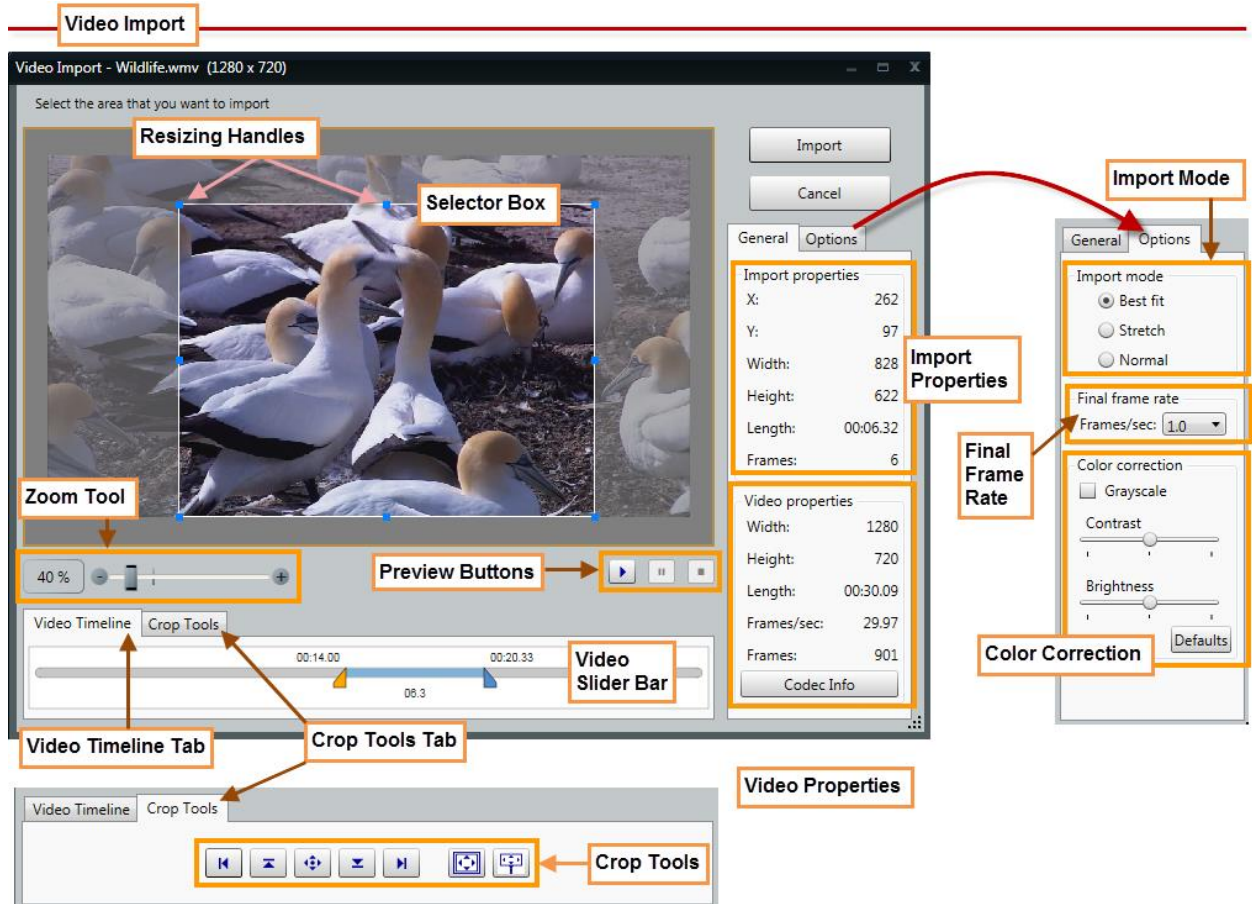 Video Import
Video Import - Wildlife.wmv (1280 x 720)
Select the area that you want to import
Resizing Handles
Selector Box
Import
Cancel
General
Options
Import properties
X: 262
Y: 97
Width: 828
Height: 622
Length: 00:06.32
Frames: 6
Import
Properties
Video properties
Width: 1280
Height: 720
Length: 00:30.09
Frames/sec: 29.97
Frames: 901
Codec Info
Zoom Tool
40 %
Preview Buttons
Video Timeline
Crop Tools
00:14.00
00:20.33
06.3
Video
Slider Bar
Video Timeline Tab
Crop Tools Tab
Video Properties
Import Mode
General
Options
Import mode
Best fit
Stretch
Normal
Final frame rate
Frames/sec: 1.0
Final
Frame
Rate
Color correction
Grayscale
Contrast
Brightness
Defaults
Color Correction
Video Timeline
Crop Tools
Crop Tools